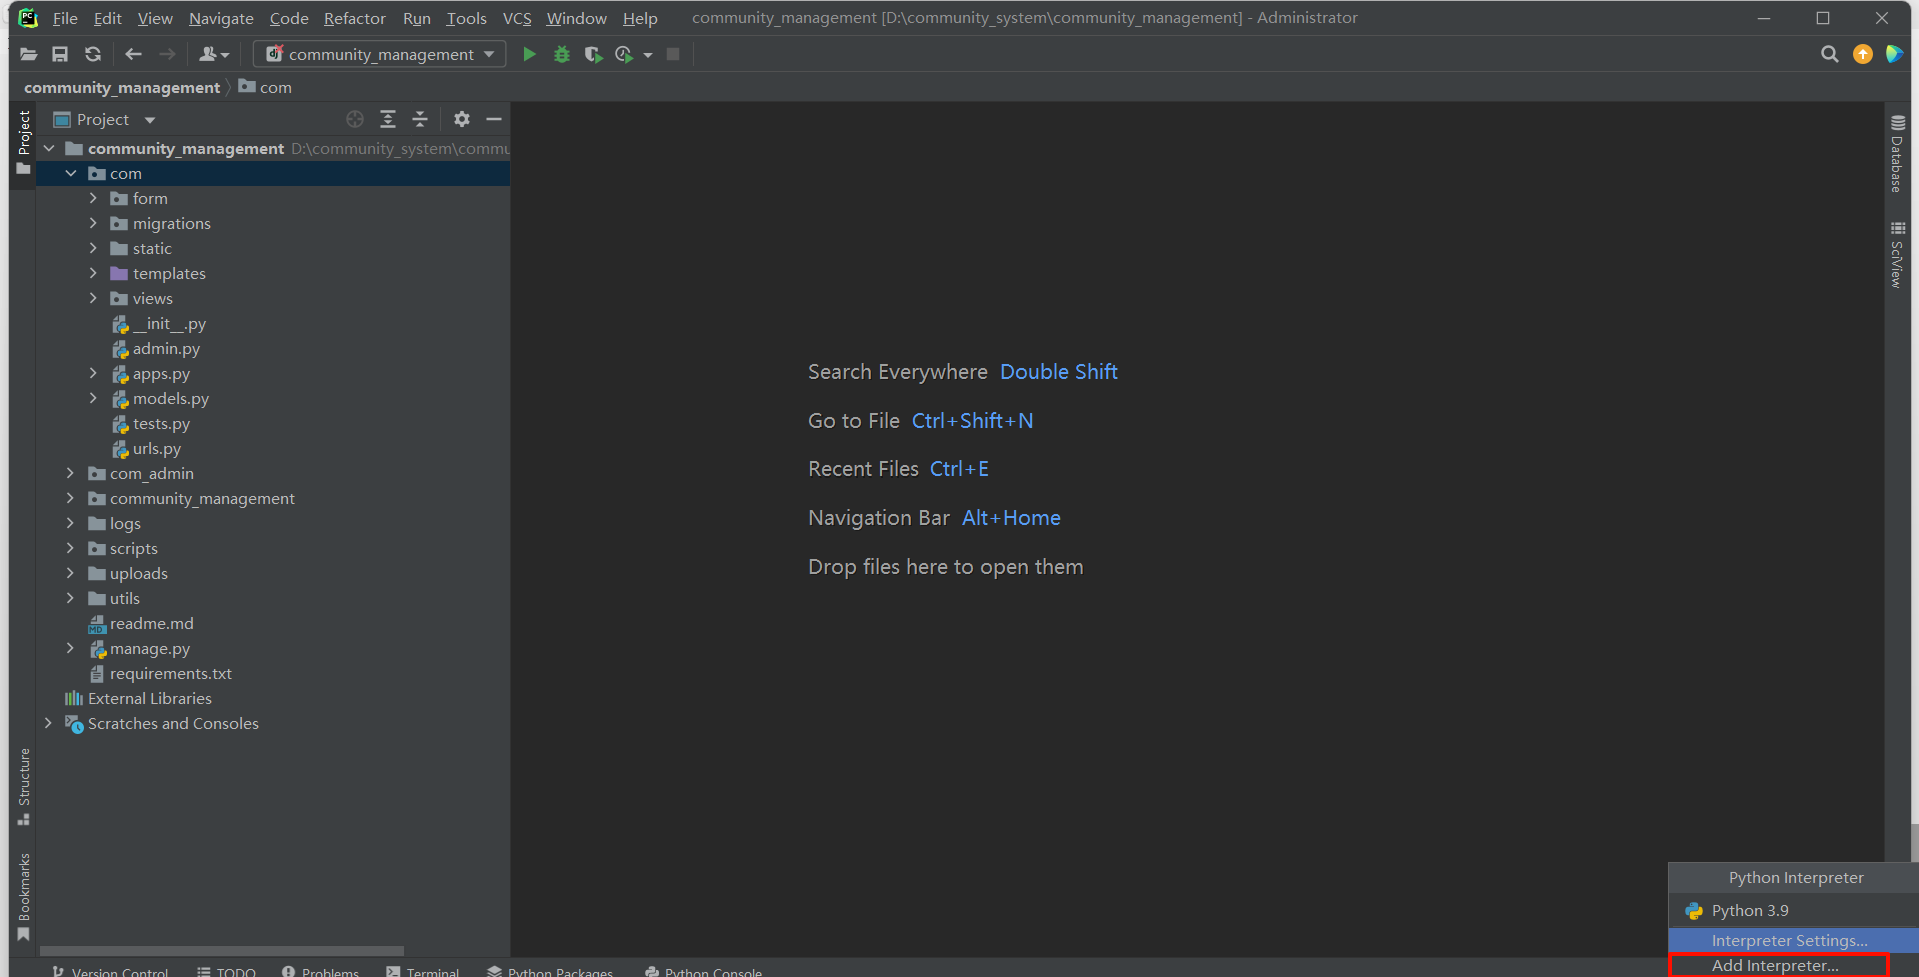 File Edit View Navigate Code Refactor Run Tools VCS Window Help community_management [D:\community_system\community_management] - Administrator
community_management
community_management com
Project
Project
community_management D:\community_system\commu
com
form
migrations
static
templates
views
__init__.py
admin.py
apps.py
models.py
tests.py
urls.py
com_admin
community_management
logs
scripts
uploads
utils
readme.md
manage.py
requirements.txt
External Libraries
Scratches and Consoles
Structure
Bookmarks
Search Everywhere Double Shift
Go to File Ctrl+Shift+N
Recent Files Ctrl+E
Navigation Bar Alt+Home
Drop files here to open them
Database
SciView
Python Interpreter
Python 3.9
Interpreter Settings...
Add Interpreter...
Version Control TODO Problems Terminal Python Packages Python Console